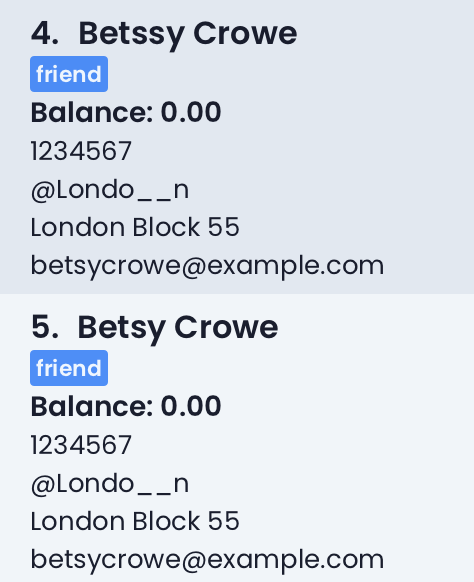 4. Betssy Crowe
friend
Balance: 0.00
1234567
@Londo__n
London Block 55
betsycrowe@example.com
5. Betsy Crowe
friend
Balance: 0.00
1234567
@Londo__n
London Block 55
betsycrowe@example.com